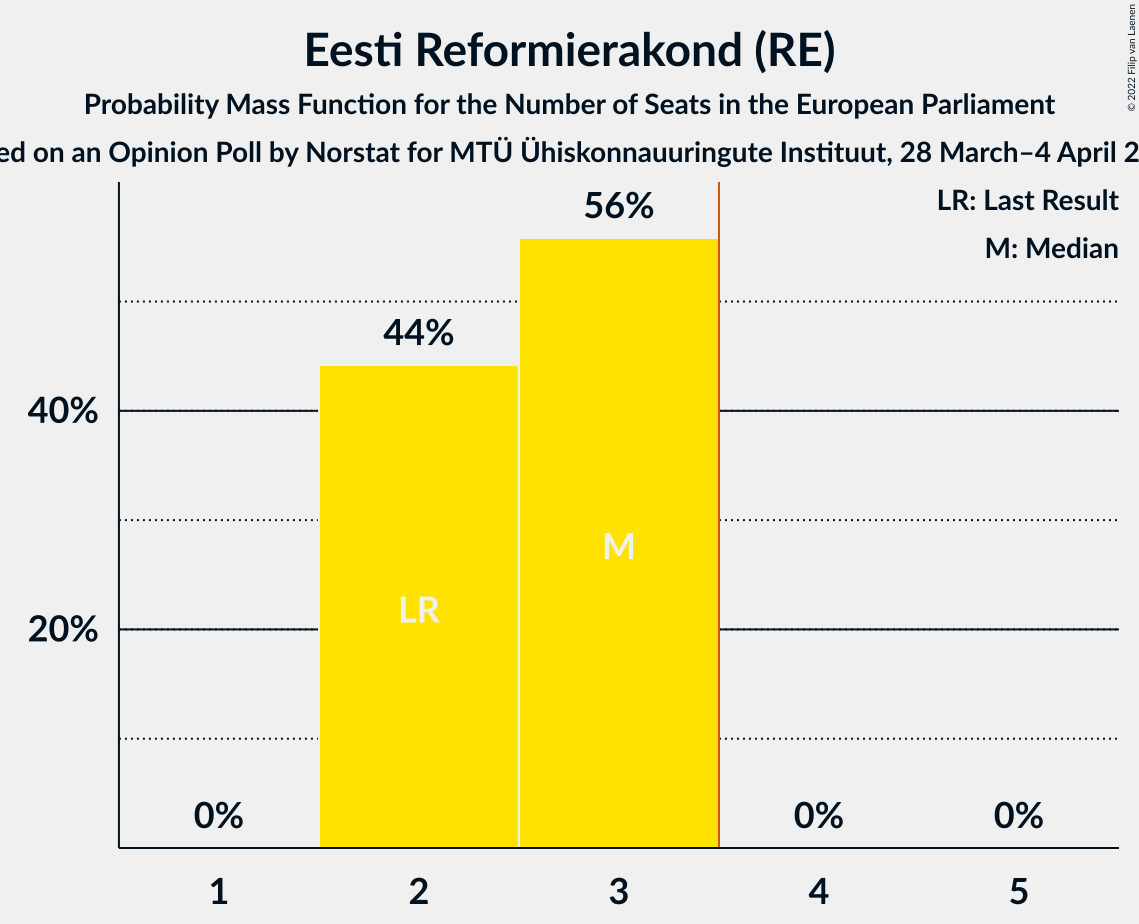 Eesti Reformierakond (RE)
Probability Mass Function for the Number of Seats in the European Parliament
ed on an Opinion Poll by Norstat for MTÜ Ühiskonnauuringute Instituut, 28 March–4 April 2
© 2022 Filip van Laenen
LR: Last Result
M: Median
56%
44%
40%
20%
M
LR
0%
0%
0%
1
2
3
4
5